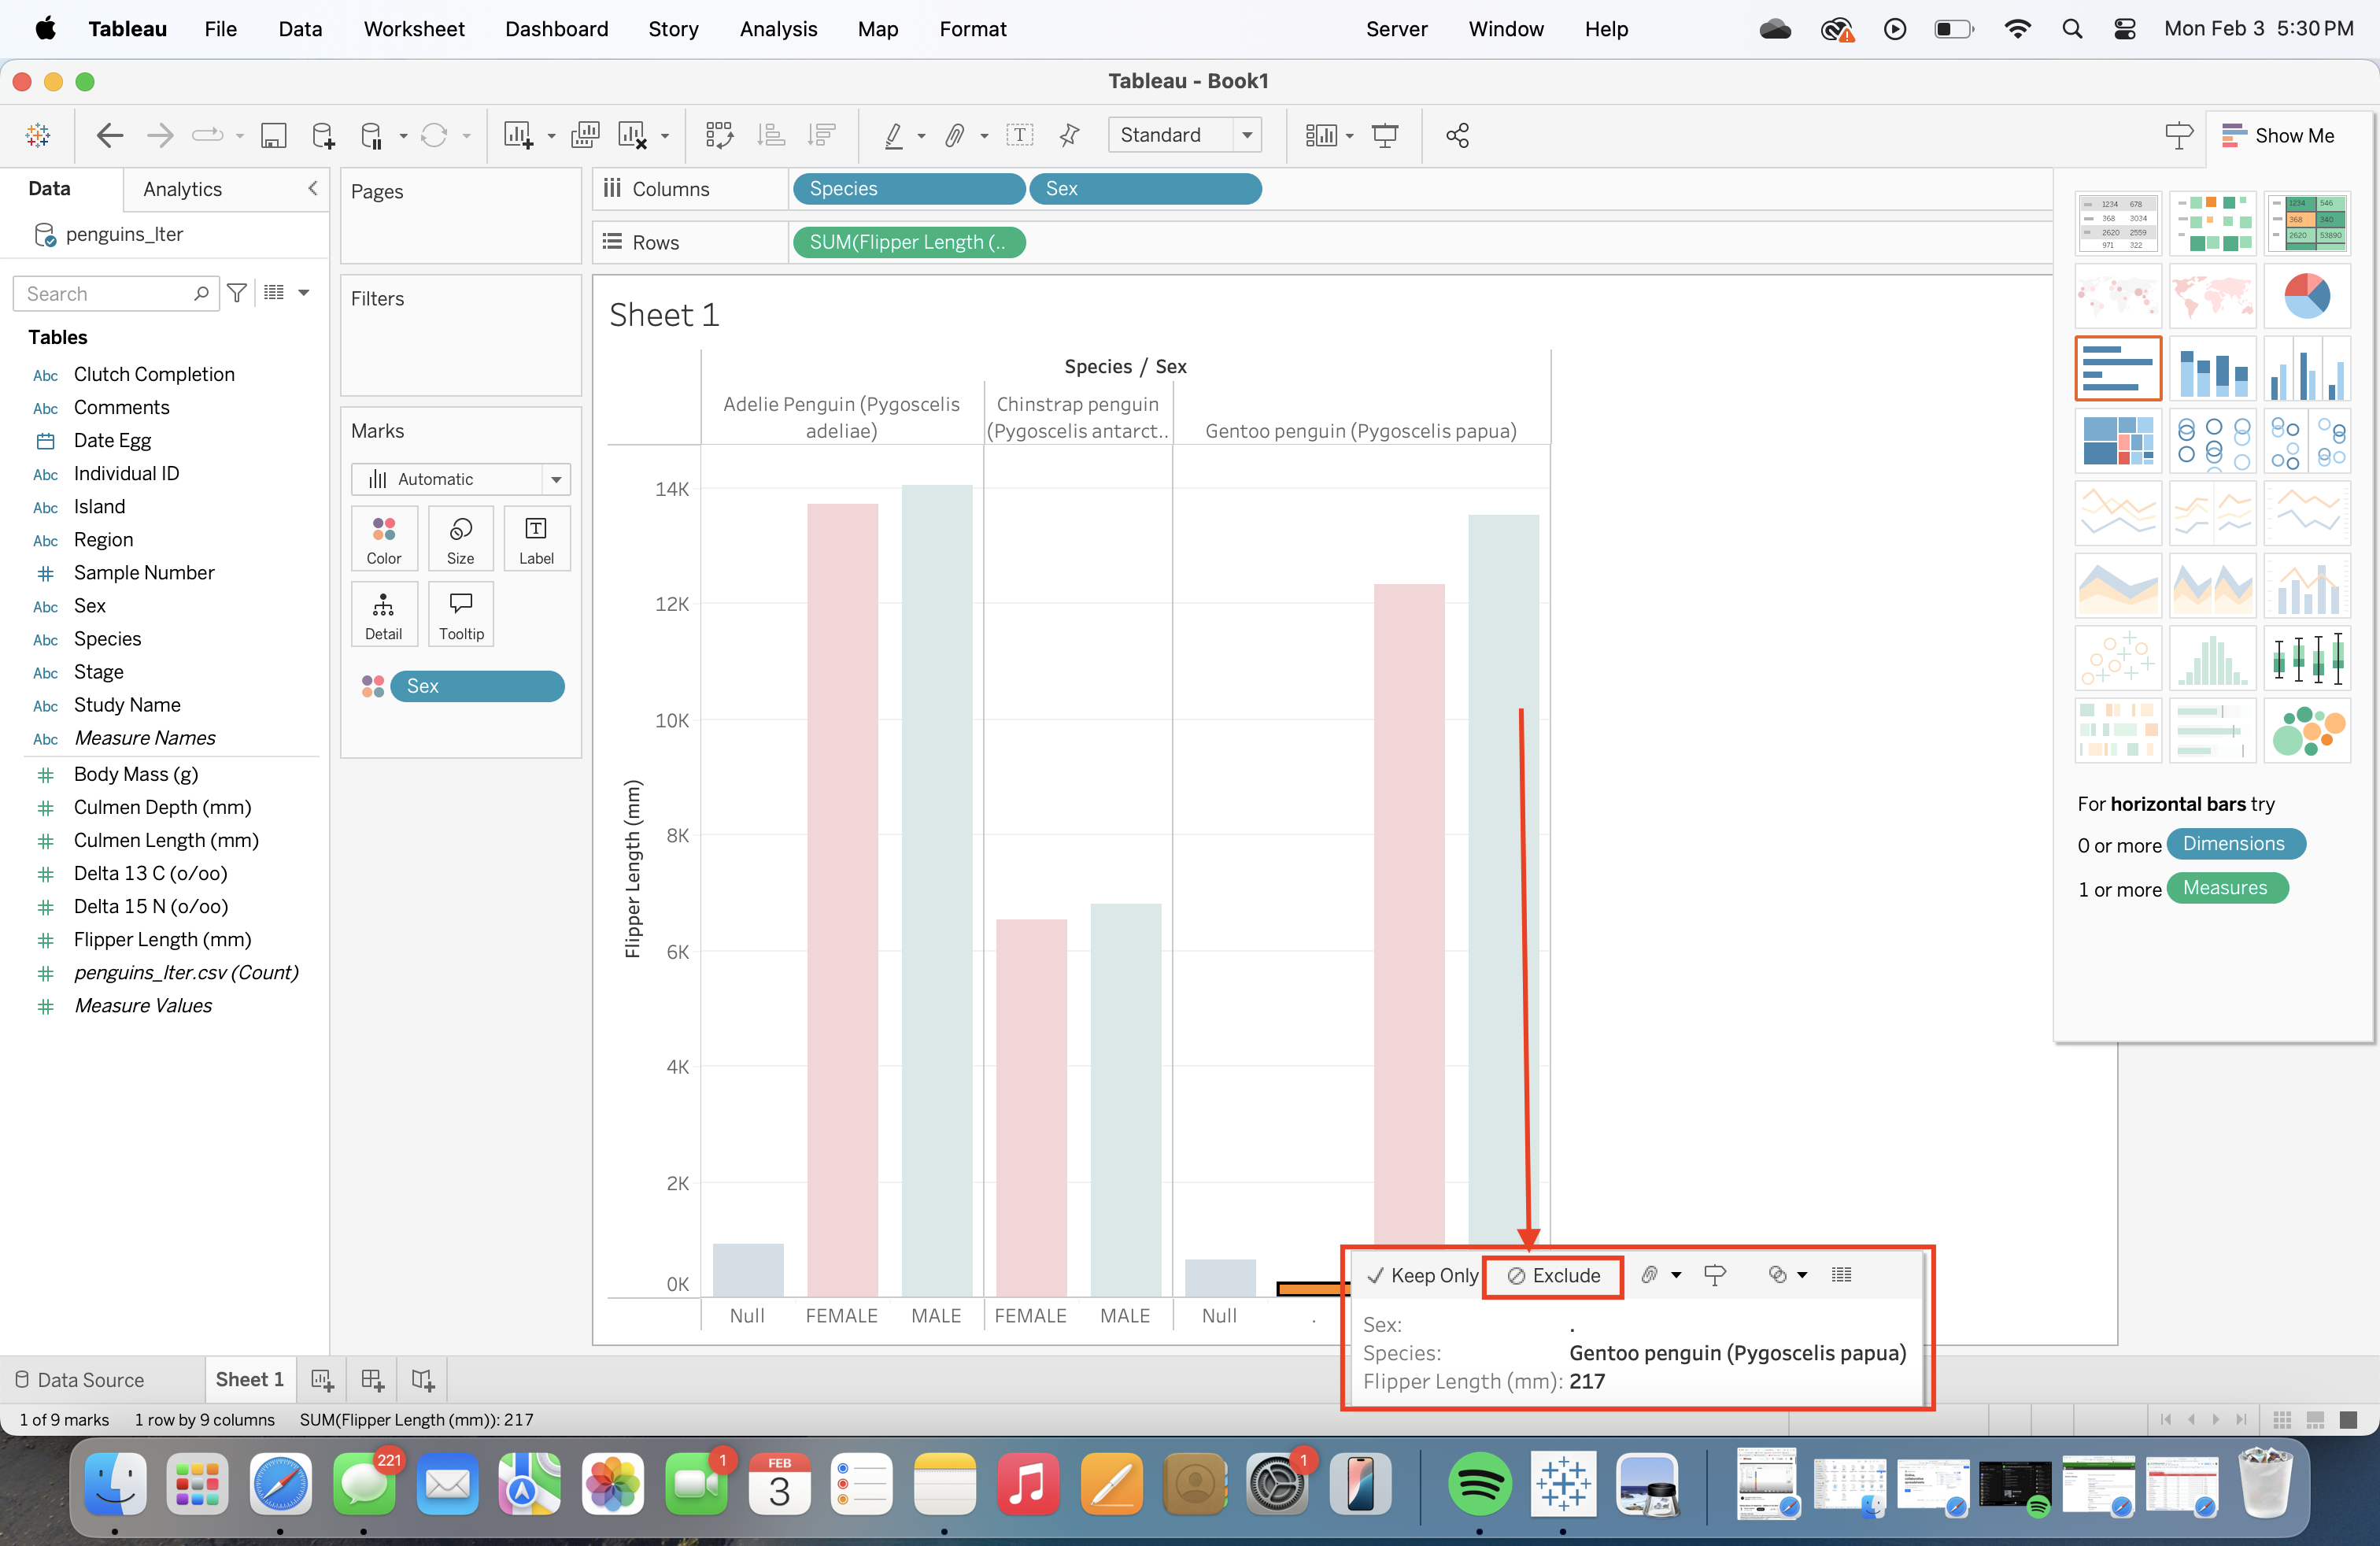 Tableau File Data Worksheet Dashboard Story Analysis Map Format Server Window Help Mon Feb 3 5:30 PM
Tableau - Book1
Standard
Show Me
Data Analytics
penguins_lter
Search
Tables
Abc Clutch Completion
Abc Comments
Date Egg
Abc Individual ID
Abc Island
Abc Region
# Sample Number
Abc Sex
Abc Species
Abc Stage
Abc Study Name
Abc Measure Names
# Body Mass (g)
# Culmen Depth (mm)
# Culmen Length (mm)
# Delta 13 C (o/oo)
# Delta 15 N (o/oo)
# Flipper Length (mm)
# penguins_lter.csv (Count)
# Measure Values
Pages
Filters
Marks
Automatic
Color Size Label
Detail Tooltip
Sex
Columns Species Sex
Rows SUM(Flipper Length (..
Sheet 1
Species / Sex
Adelie Penguin (Pygoscelis
adeliae)
Chinstrap penguin
(Pygoscelis antarct..
Gentoo penguin (Pygoscelis papua)
Flipper Length (mm)
14K
12K
10K
8K
6K
4K
2K
0K
Null FEMALE MALE FEMALE MALE Null .
Keep Only Exclude
Sex: .
Species: Gentoo penguin (Pygoscelis papua)
Flipper Length (mm): 217
1234 678
368 3034
2620 2559
971 322
1234 546
368 340
2620 53890
For horizontal bars try
0 or more Dimensions
1 or more Measures
Data Source Sheet 1
1 of 9 marks 1 row by 9 columns SUM(Flipper Length (mm)): 217
221
1
FEB
3
1